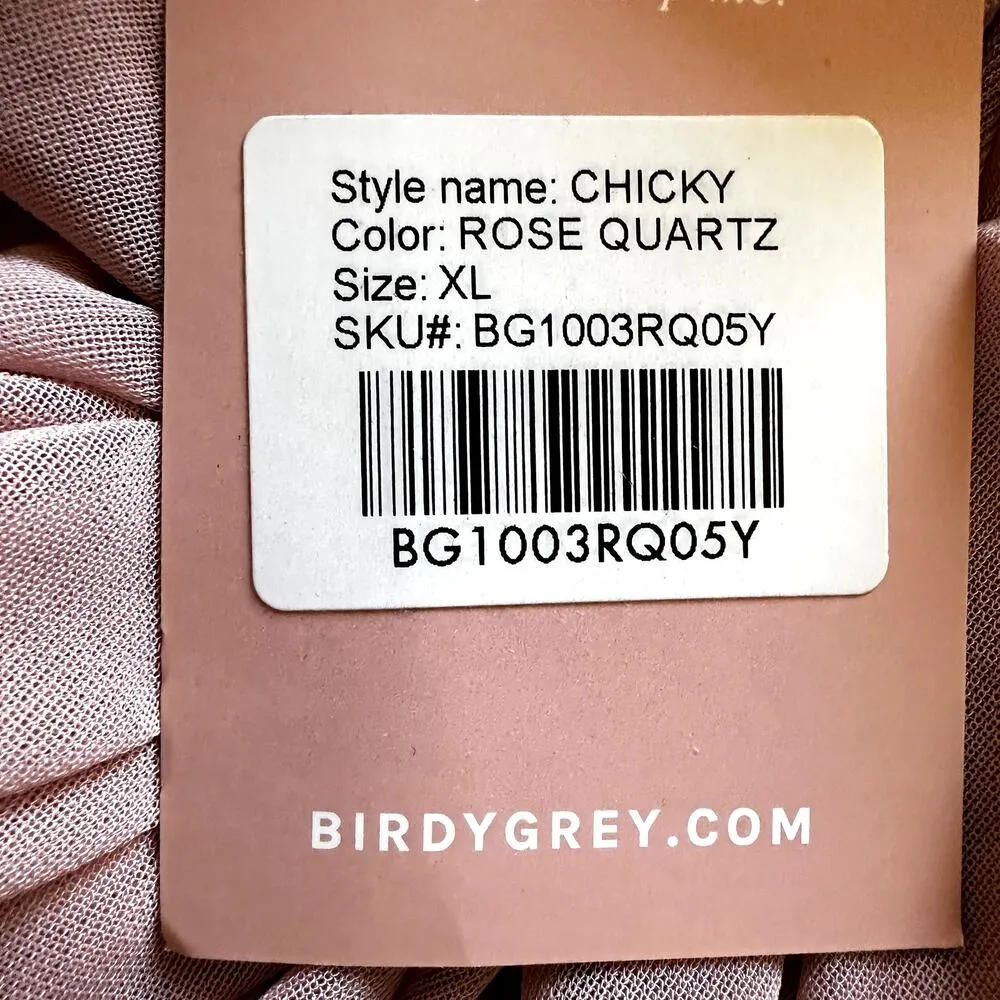 Style name: CHICKY
Color: ROSE QUARTZ
Size: XL
SKU#: BG1003RQ05Y
BG1003RQ05Y
BIRDYGREY.COM